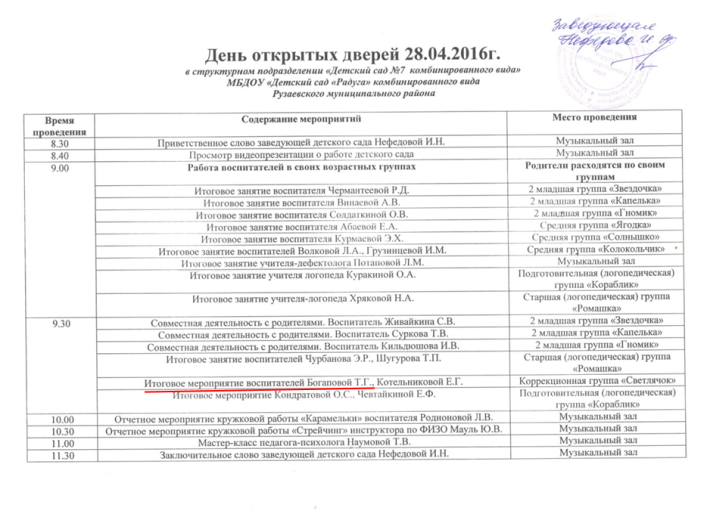 Заведующая
Нефедова И. Н.
День открытых дверей 28.04.2016г.
в структурном подразделении «Детский сад №7 комбинированного вида»
МБДОУ «Детский сад «Радуга» комбинированного вида
Рузаевского муниципального района
Время проведения Содержание мероприятий Место проведения
8.30 Приветственное слово заведующей детского сада Нефедовой И.Н. Музыкальный зал
8.40 Просмотр видеопрезентации о работе детского сада Музыкальный зал
9.00 Работа воспитателей в своих возрастных группах Родители расходятся по своим группам
Итоговое занятие воспитателя Чермантеевой Р.Д. 2 младшая группа «Звездочка»
Итоговое занятие воспитателя Винаевой А.В. 2 младшая группа «Капелька»
Итоговое занятие воспитателя Солдаткиной О.В. 2 младшая группа «Гномик»
Итоговое занятие воспитателя Абаевой Е.А. Средняя группа «Ягодка»
Итоговое занятие воспитателя Курмаевой Э.Х. Средняя группа «Солнышко»
Итоговое занятие воспитателей Волковой Л.А., Грузинцевой И.М. Средняя группа «Колокольчик»
Итоговое занятие учителя-дефектолога Потаповой Л.М. Музыкальный зал
Итоговое занятие учителя логопеда Куракиной О.А. Подготовительная (логопедическая) группа «Кораблик»
Итоговое занятие учителя-логопеда Хряковой Н.А. Старшая (логопедическая) группа «Ромашка»
9.30 Совместная деятельность с родителями. Воспитатель Живайкина С.В. 2 младшая группа «Звездочка»
Совместная деятельность с родителями. Воспитатель Суркова Т.В. 2 младшая группа «Капелька»
Совместная деятельность с родителями. Воспитатель Кильдюшова И.В. 2 младшая группа «Гномик»
Итоговое занятие воспитателей Чурбанова Э.Р., Шугурова Т.П. Старшая (логопедическая) группа «Ромашка»
Итоговое мероприятие воспитателей Богаповой Т.Г., Котельниковой Е.Г. Коррекционная группа «Светлячок»
Итоговое мероприятие Кондратовой О.С., Чевтайкиной Е.Ф. Подготовительная (логопедическая) группа «Кораблик»
10.00 Отчетное мероприятие кружковой работы «Карамельки» воспитателя Родионовой Л.В. Музыкальный зал
10.30 Отчетное мероприятие кружковой работы «Стрейчинг» инструктора по ФИЗО Мауль Ю.В. Музыкальный зал
11.00 Мастер-класс педагога-психолога Наумовой Т.В. Музыкальный зал
11.30 Заключительное слово заведующей детского сада Нефедовой И.Н. Музыкальный зал